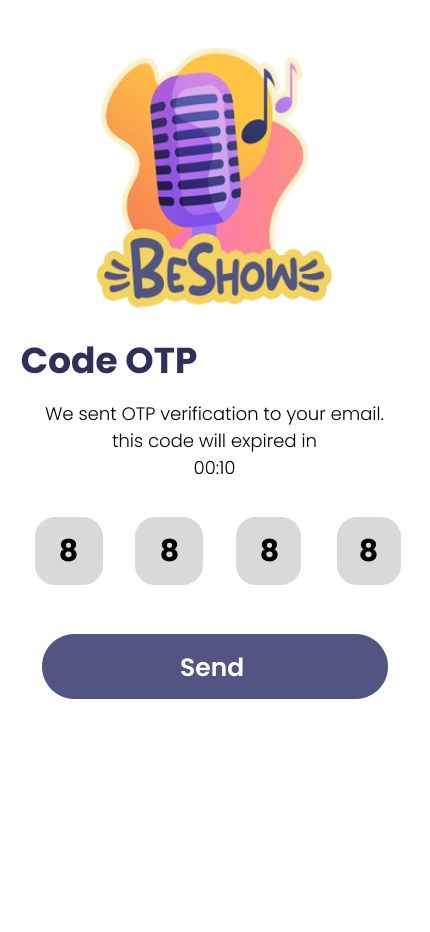 BESHOW
Code OTP
We sent OTP verification to your email.
this code will expired in
00:10
8 8 8 8
Send